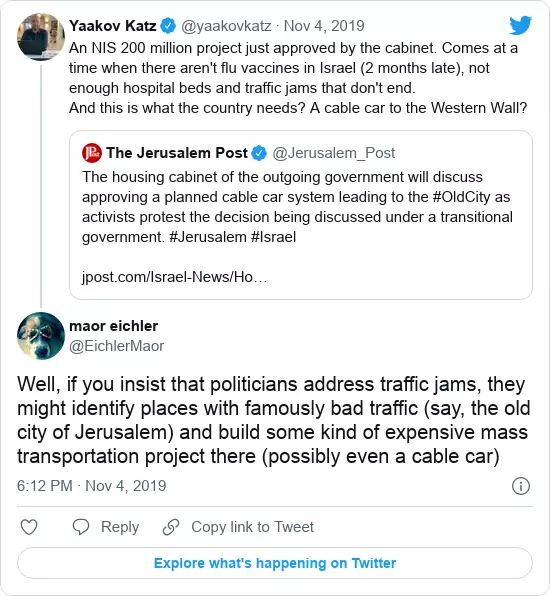 Yaakov Katz @yaakovkatz · Nov 4, 2019
An NIS 200 million project just approved by the cabinet. Comes at a
time when there aren't flu vaccines in Israel (2 months late), not
enough hospital beds and traffic jams that don't end.
And this is what the country needs? A cable car to the Western Wall?
JPost The Jerusalem Post @Jerusalem_Post
The housing cabinet of the outgoing government will discuss
approving a planned cable car system leading to the #OldCity as
activists protest the decision being discussed under a transitional
government. #Jerusalem #Israel
jpost.com/Israel-News/Ho…
maor eichler
@EichlerMaor
Well, if you insist that politicians address traffic jams, they
might identify places with famously bad traffic (say, the old
city of Jerusalem) and build some kind of expensive mass
transportation project there (possibly even a cable car)
6:12 PM · Nov 4, 2019
Reply Copy link to Tweet
Explore what's happening on Twitter